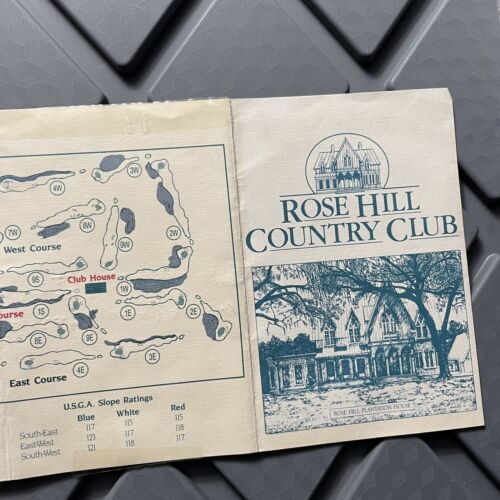 3W
4W
7W
8W
9W
2W
West Course
Club House
9S
1W
1S
ourse
8E
9E
1E
2E
3E
4E
East Course
U.S.G.A. Slope Ratings
Blue White Red
South-East 117 115 115
East-West 123 117 118
South-West 121 118 117
ROSE HILL
COUNTRY CLUB
ROSE HILL PLANTATION HOUSE